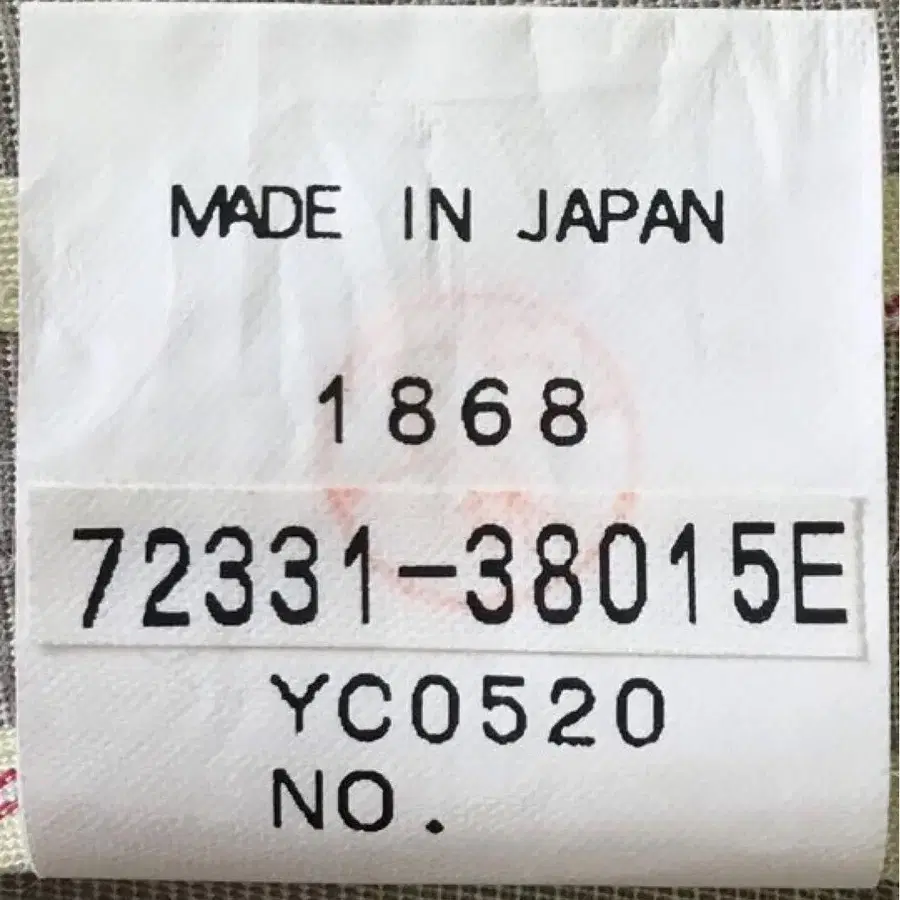 MADE IN JAPAN
1868
72331-38015E
YC0520
NO.